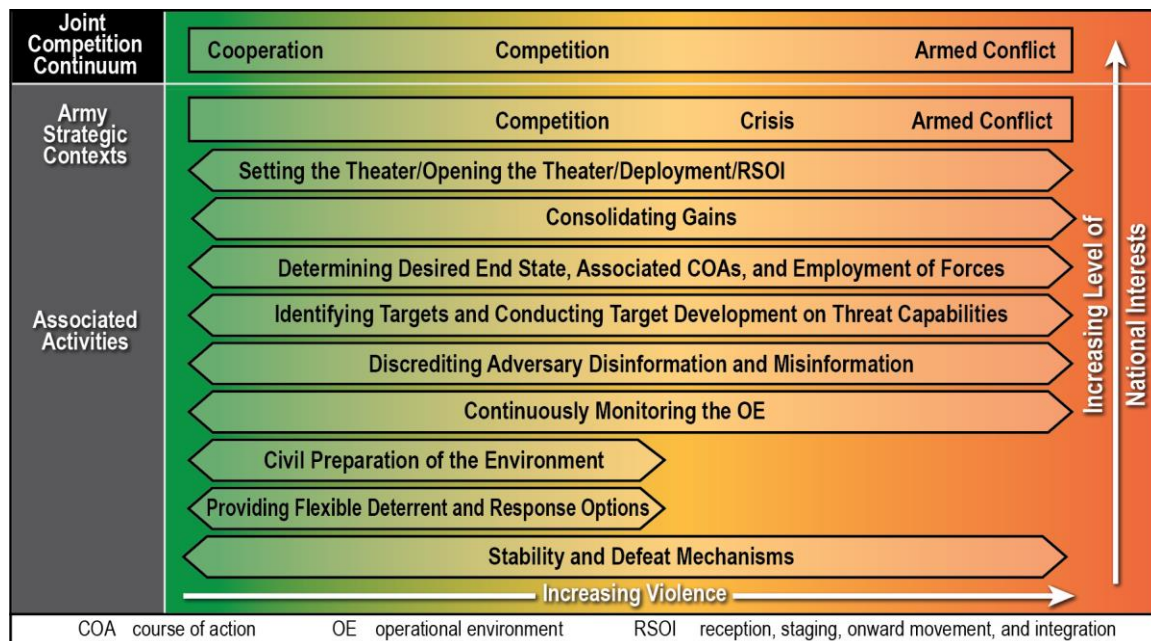 Joint
Competition
Continuum
Cooperation Competition Armed Conflict
Army
Strategic
Contexts
Competition Crisis Armed Conflict
Setting the Theater/Opening the Theater/Deployment/RSOI
Consolidating Gains
Determining Desired End State, Associated COAs, and Employment of Forces
Identifying Targets and Conducting Target Development on Threat Capabilities
Associated
Activities
Discrediting Adversary Disinformation and Misinformation
Continuously Monitoring the OE
Civil Preparation of the Environment
Providing Flexible Deterrent and Response Options
Stability and Defeat Mechanisms
Increasing Violence
Increasing Level of
National Interests
COA course of action OE operational environment RSOI reception, staging, onward movement, and integration